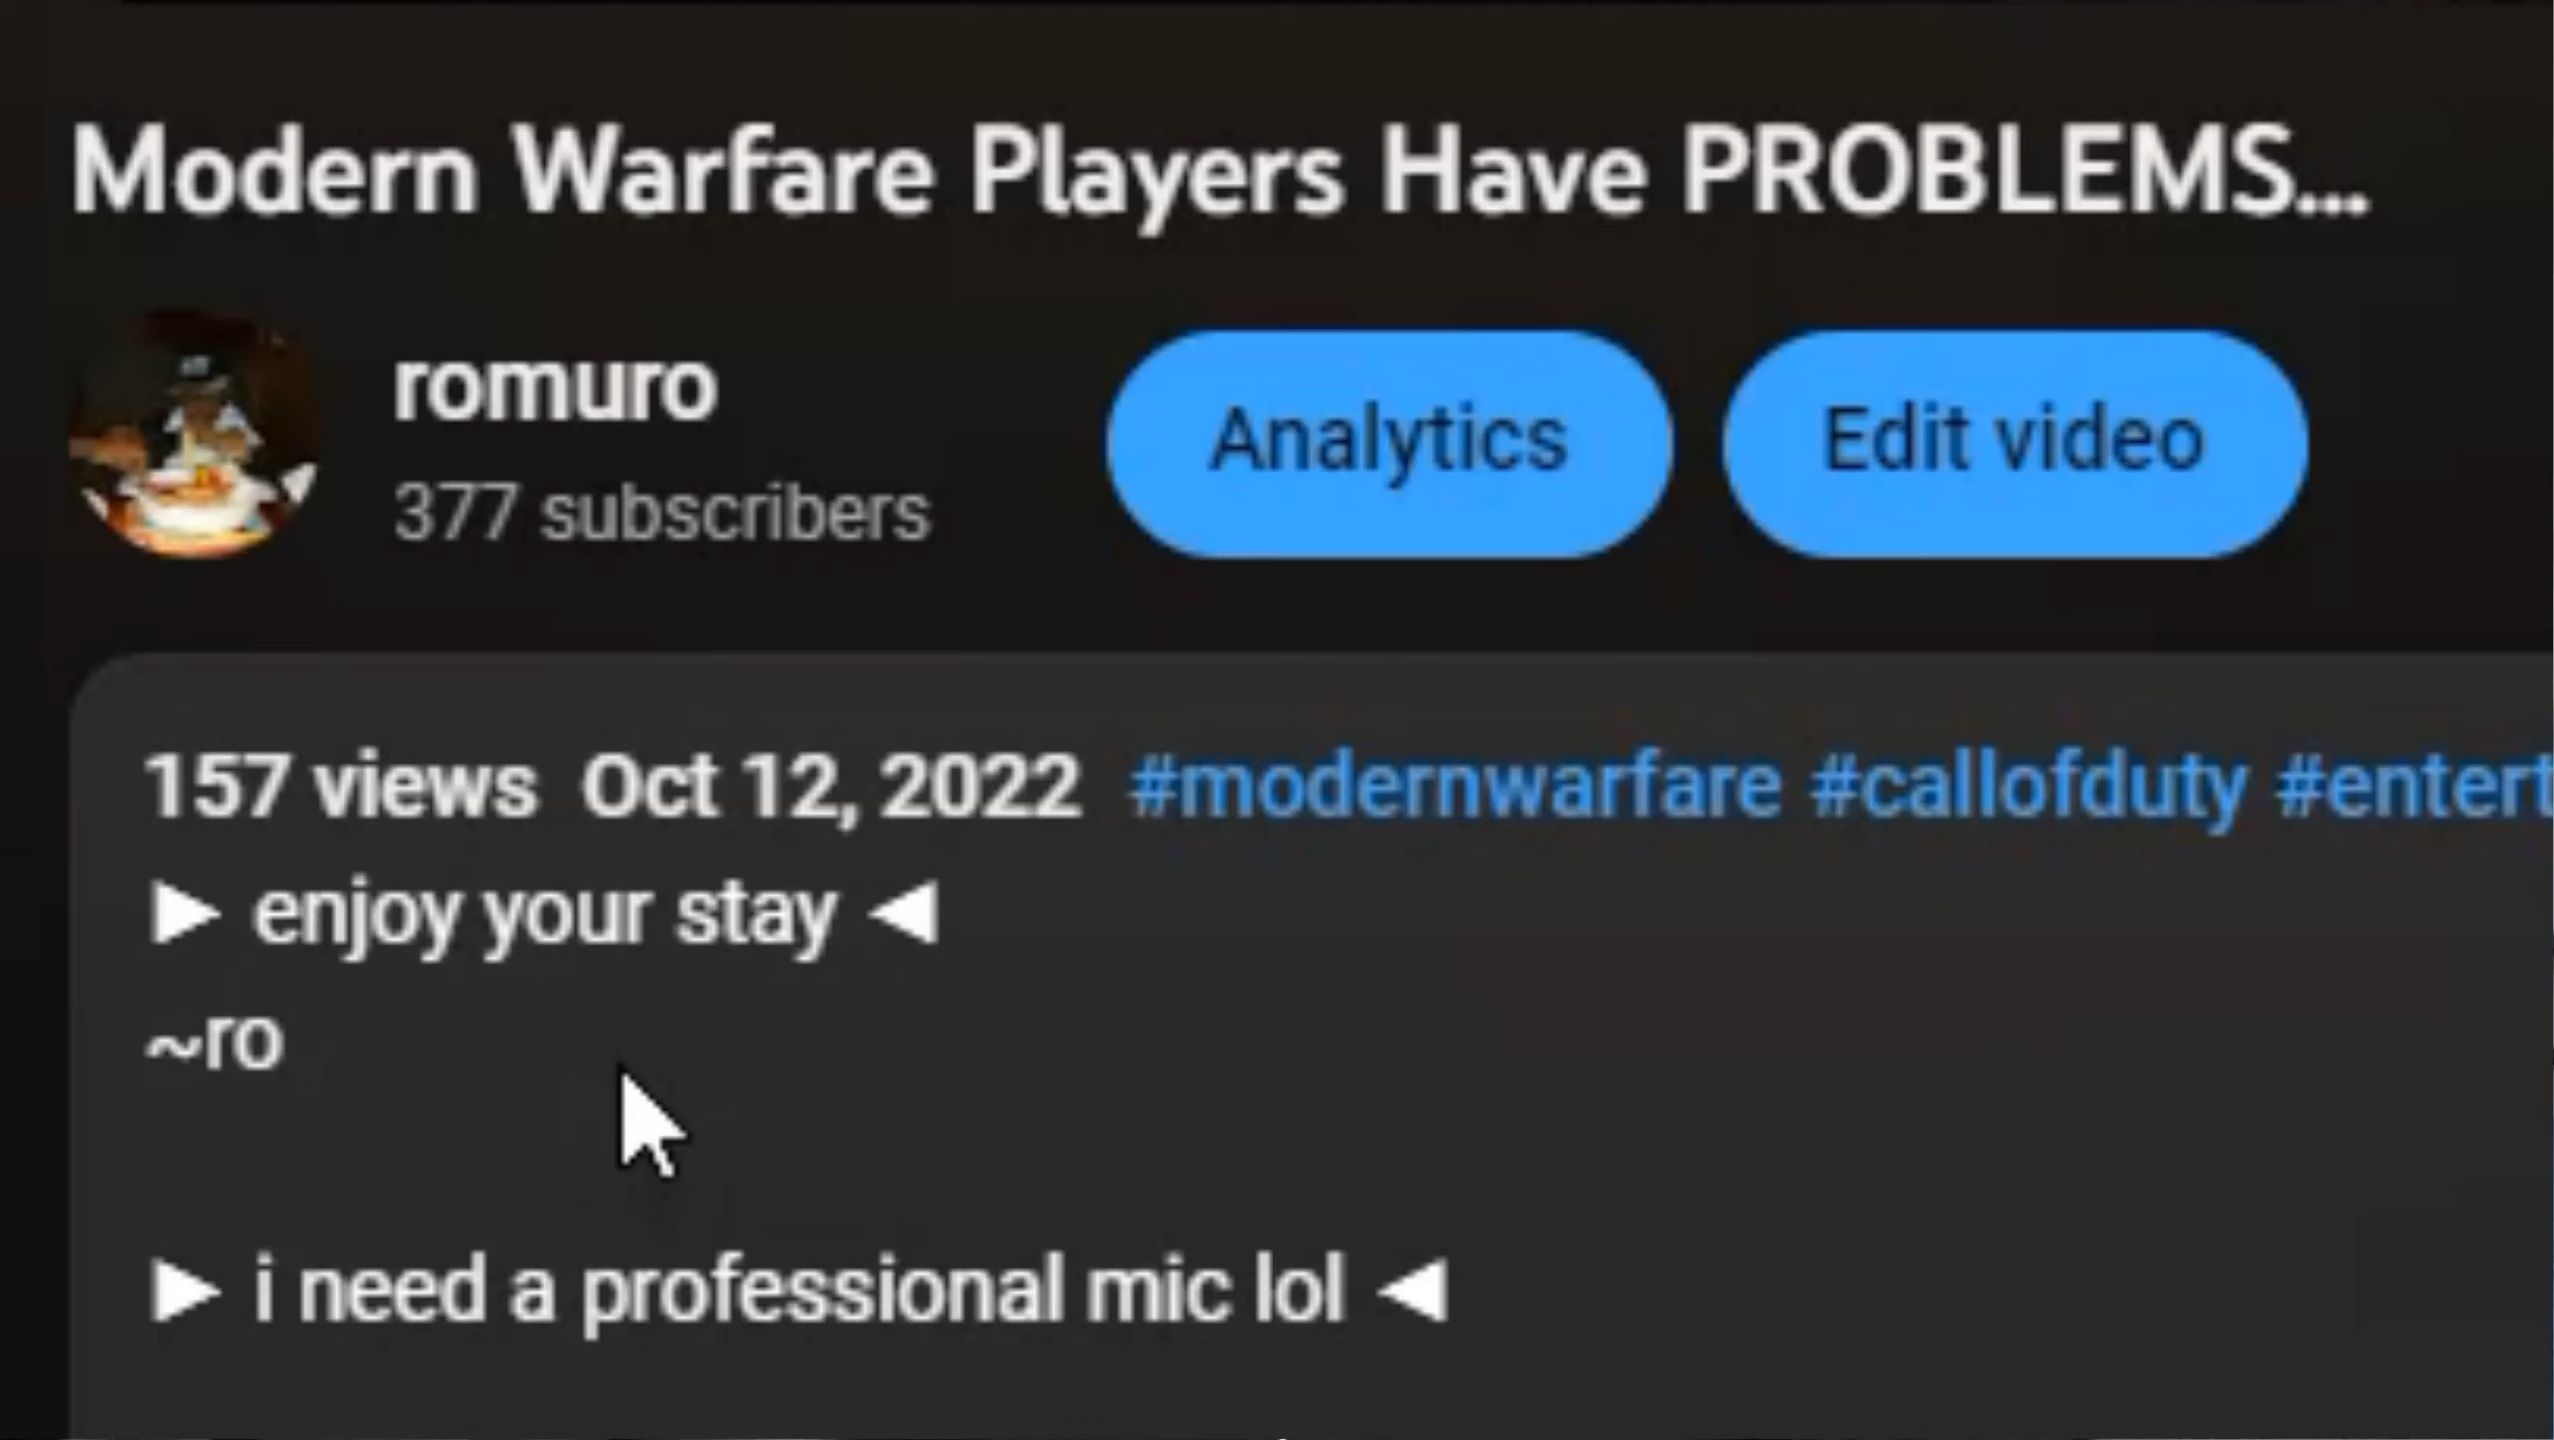 Modern Warfare Players Have PROBLEMS...
romuro
377 subscribers
Analytics
Edit video
157 views Oct 12, 2022 #modernwarfare #callofduty #entert
▶ enjoy your stay ◀
~ro
▶ i need a professional mic lol ◀